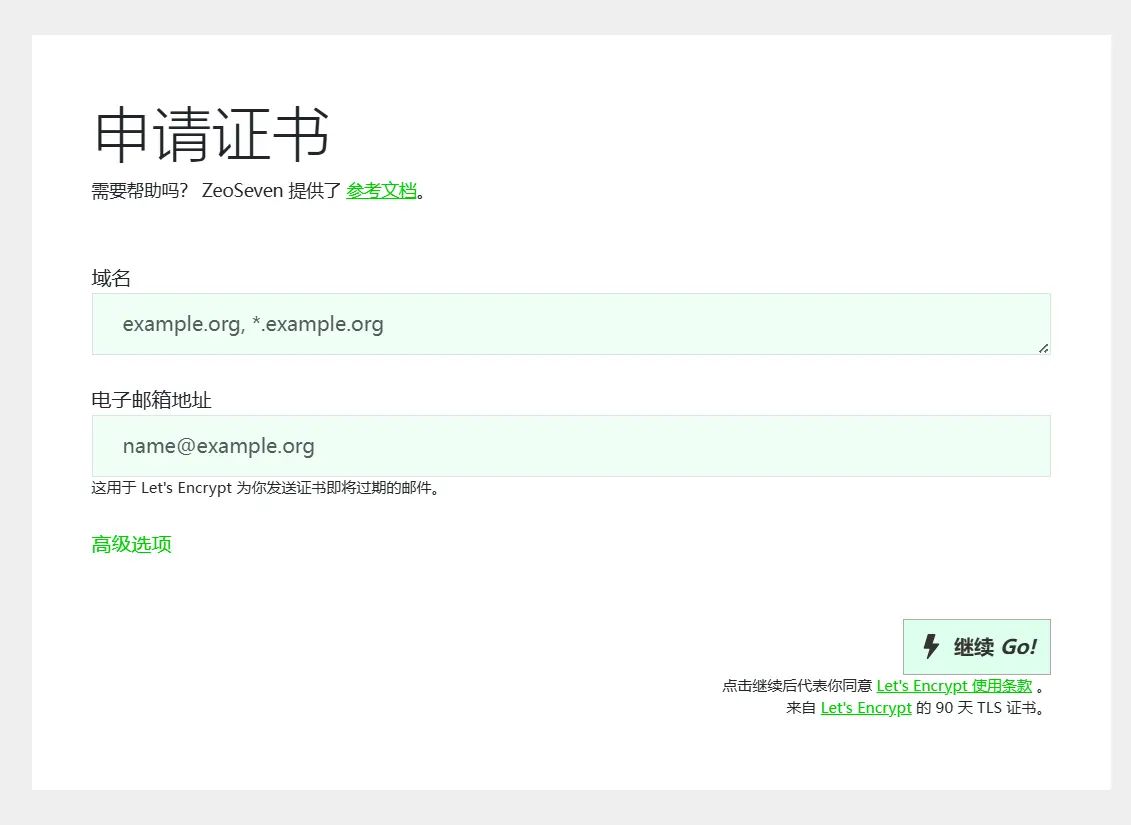 申请证书
需要帮助吗？ ZeoSeven 提供了 参考文档。
域名
example.org, *.example.org
电子邮箱地址
name@example.org
这用于 Let's Encrypt 为你发送证书即将过期的邮件。
高级选项
继续 Go!
点击继续后代表你同意 Let's Encrypt 使用条款 。
来自 Let's Encrypt 的 90 天 TLS 证书。